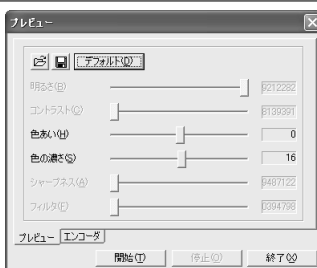 プレビュー
デフォルト(D)
明るさ(B) 9212282
コントラスト(C) 8139391
色あい(H) 0
色の濃さ(S) 16
シャープネス(A) 9487122
フィルタ(F) 0394798
プレビュー エンコーダ
開始(T) 停止(O) 終了(X)